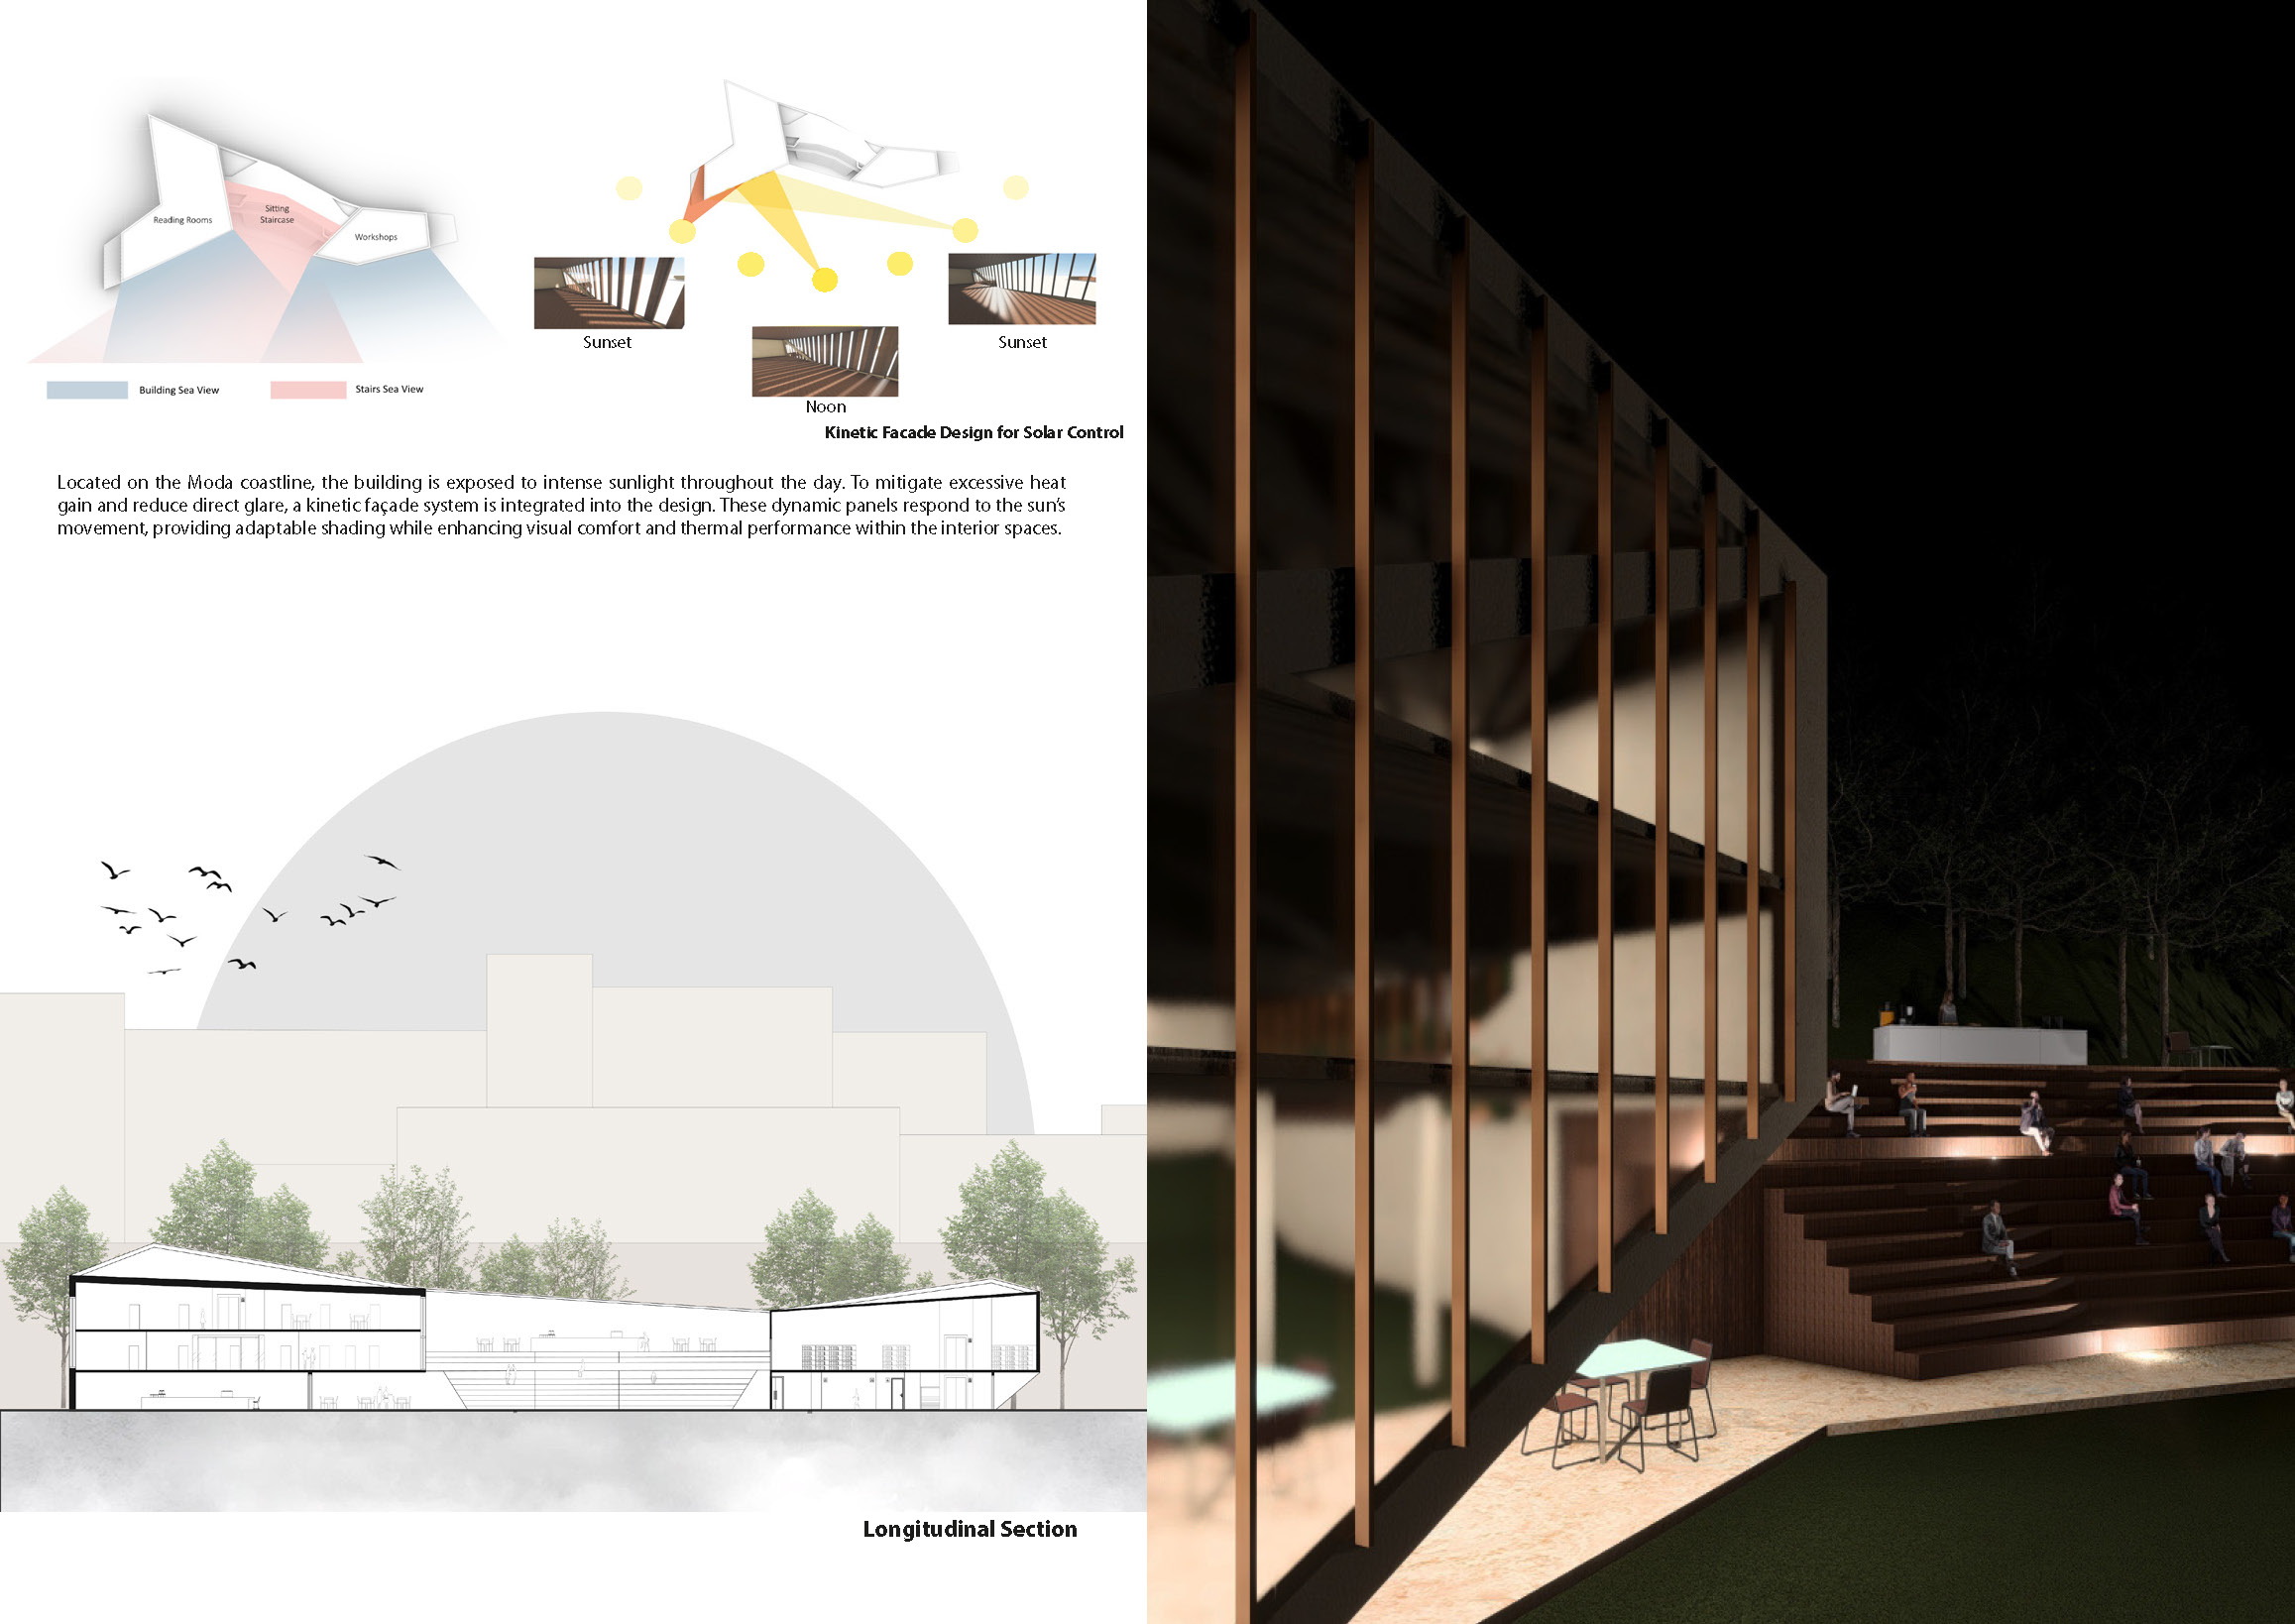 Reading Rooms
Sitting
Staircase
Workshops
Building Sea View
Stairs Sea View
Sunset
Noon
Sunset
Kinetic Facade Design for Solar Control
Located on the Moda coastline, the building is exposed to intense sunlight throughout the day. To mitigate excessive heat
gain and reduce direct glare, a kinetic façade system is integrated into the design. These dynamic panels respond to the sun’s
movement, providing adaptable shading while enhancing visual comfort and thermal performance within the interior spaces.
Longitudinal Section